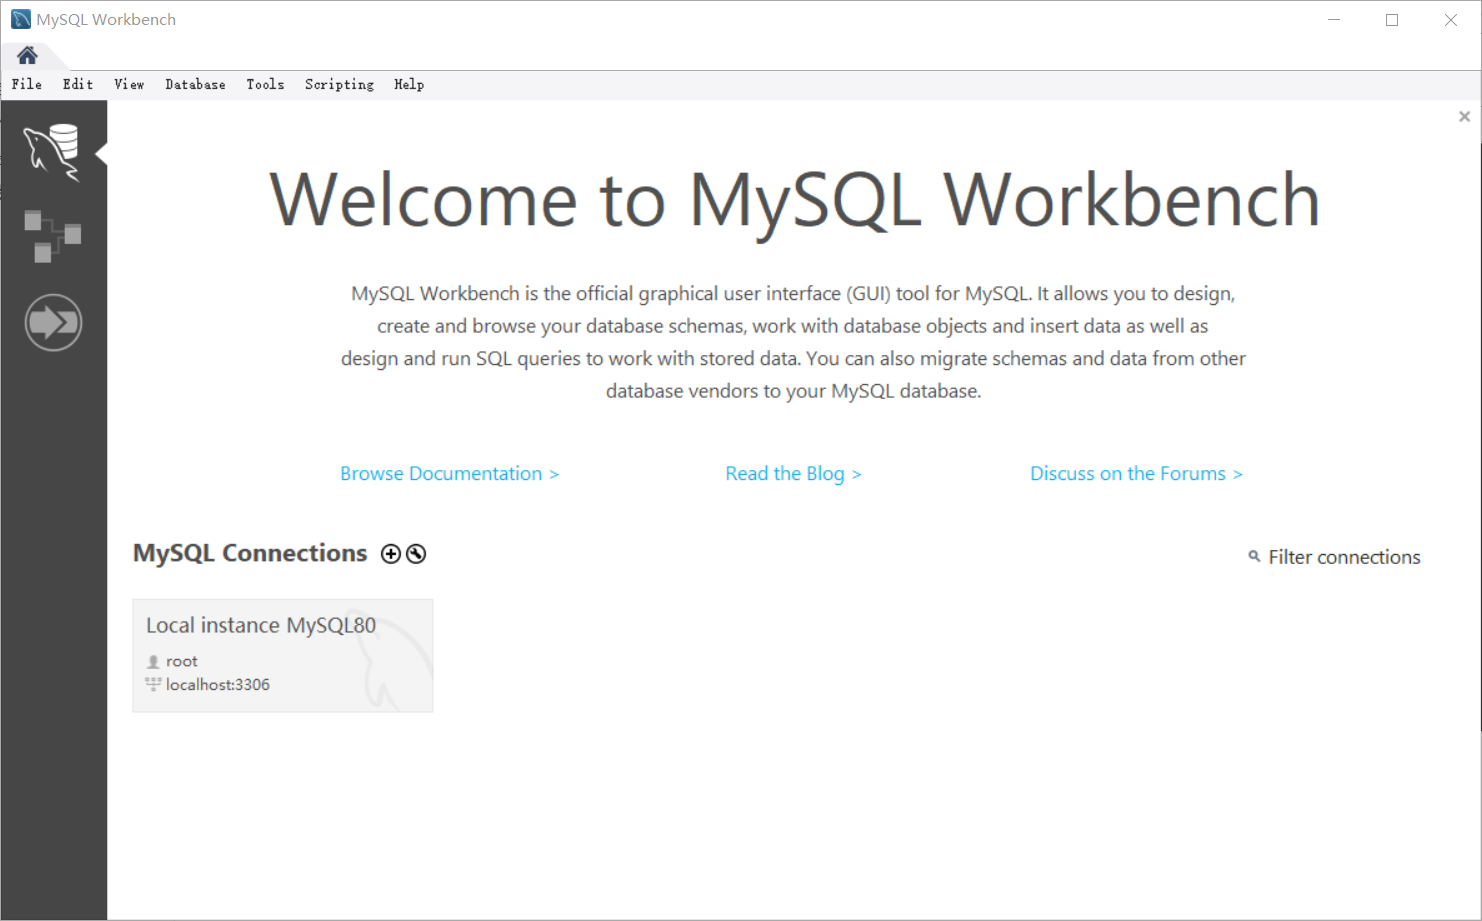 MySQL Workbench
File Edit View Database Tools Scripting Help
Welcome to MySQL Workbench
MySQL Workbench is the official graphical user interface (GUI) tool for MySQL. It allows you to design,
create and browse your database schemas, work with database objects and insert data as well as
design and run SQL queries to work with stored data. You can also migrate schemas and data from other
database vendors to your MySQL database.
Browse Documentation > Read the Blog > Discuss on the Forums >
MySQL Connections Filter connections
Local instance MySQL80
root
localhost:3306